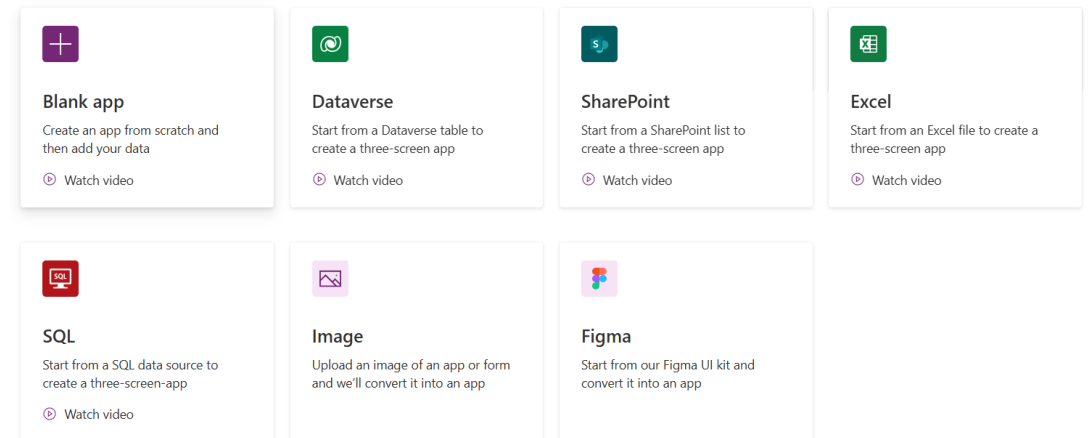 Blank app
Create an app from scratch and
then add your data
Watch video
Dataverse
Start from a Dataverse table to
create a three-screen app
Watch video
S
SharePoint
Start from a SharePoint list to
create a three-screen app
Watch video
X
Excel
Start from an Excel file to create a
three-screen app
Watch video
SQL
SQL
Start from a SQL data source to
create a three-screen-app
Watch video
Image
Upload an image of an app or form
and we’ll convert it into an app
Figma
Start from our Figma UI kit and
convert it into an app